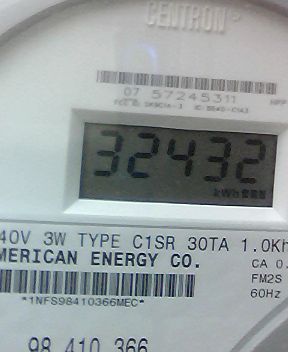 CENTRON®
07 57245311
32432
kWh
40V 3W TYPE C1SR 30TA 1.0Kh
MERICAN ENERGY CO.
CA 0.
FM2S
60Hz
*1NFS98410366MEC*
98 410 366